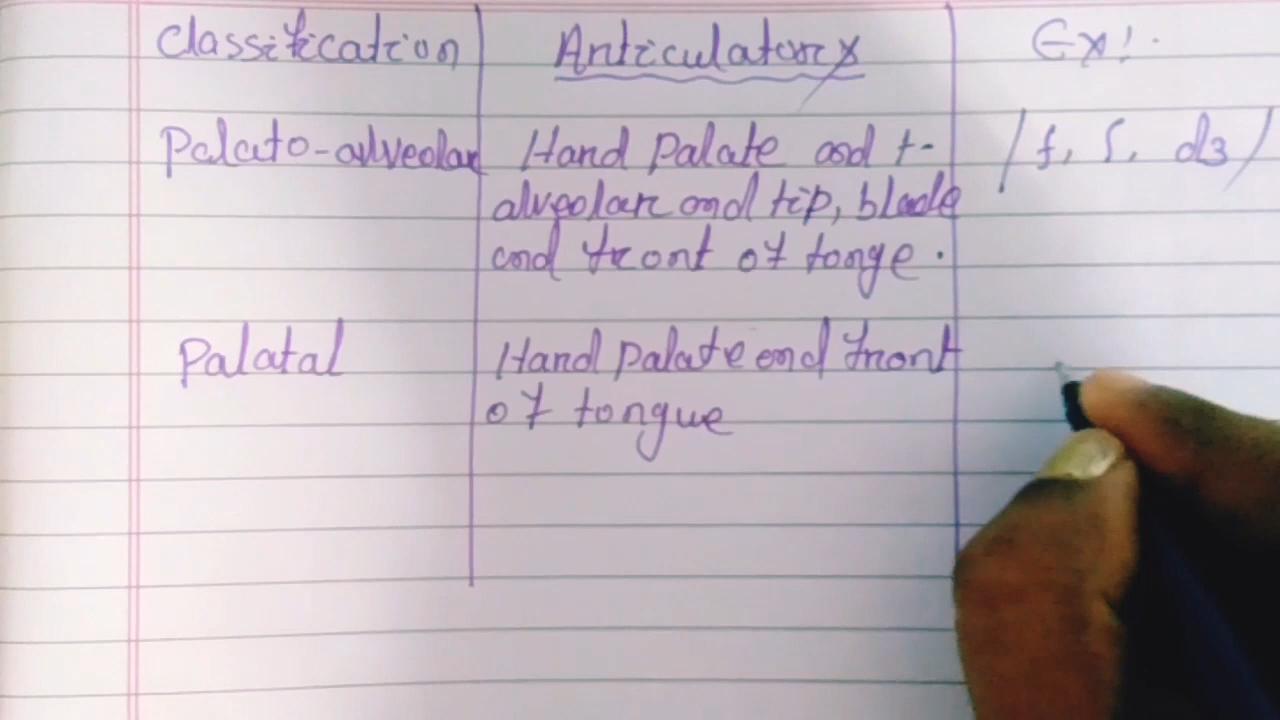 Classification Articulatory Ex:.
Palato-alveolar Hand Palate and t- / f, ʃ, dʒ /
alveolar and tip, blade
and front of tonge.
Palatal Hand palate and front
of tongue